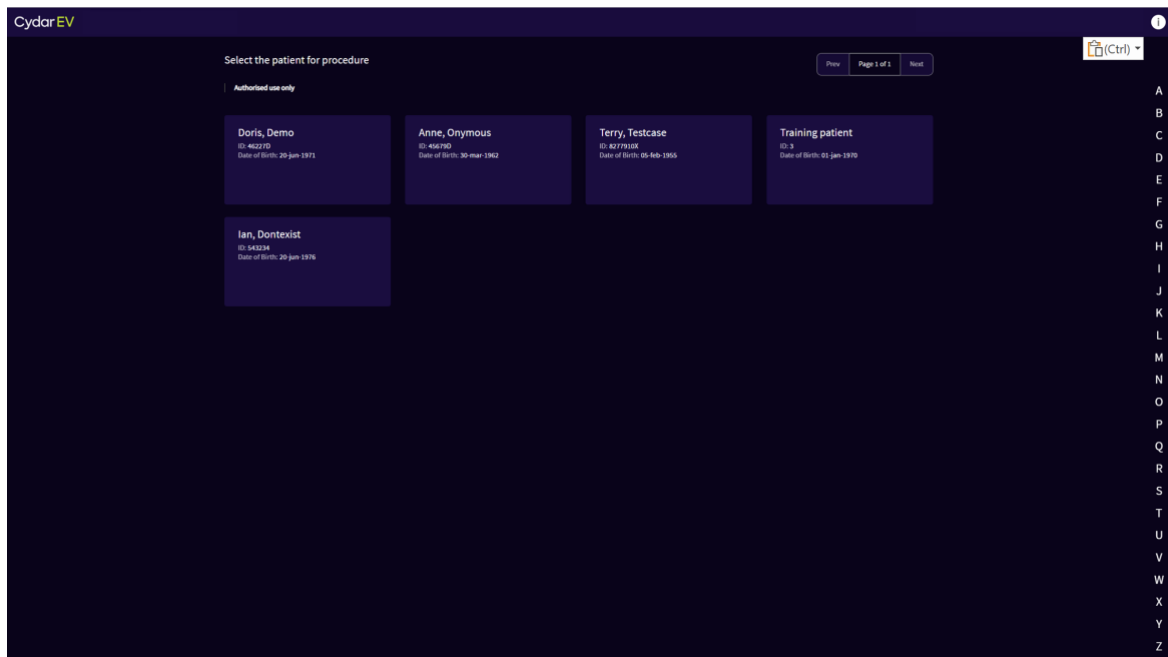 Cydar EV
i
(Ctrl)
Select the patient for procedure
Prev Page 1 of 1 Next
Authorised use only
Doris, Demo
ID: 46227D
Date of Birth: 20-jun-1971
Anne, Onymous
ID: 45679D
Date of Birth: 30-mar-1962
Terry, Testcase
ID: 8277910X
Date of Birth: 05-feb-1955
Training patient
ID: 3
Date of Birth: 01-jan-1970
Ian, Dontexist
ID: 543234
Date of Birth: 20-jun-1976
A
B
C
D
E
F
G
H
I
J
K
L
M
N
O
P
Q
R
S
T
U
V
W
X
Y
Z